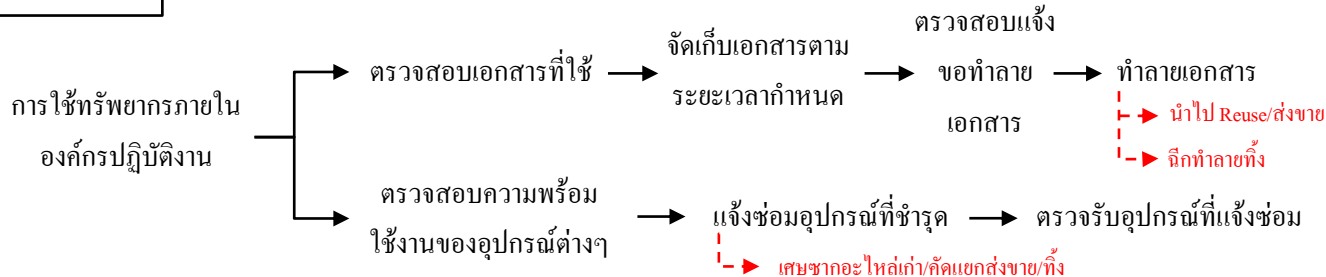 การใช้ทรัพยากรภายใน
องค์กรปฏิบัติงาน
ตรวจสอบเอกสารที่ใช้
จัดเก็บเอกสารตาม
ระยะเวลากำหนด
ตรวจสอบแจ้ง
ขอทำลาย
เอกสาร
ทำลายเอกสาร
นำไป Reuse/ส่งขาย
ฉีกทำลายทิ้ง
ตรวจสอบความพร้อม
ใช้งานของอุปกรณ์ต่างๆ
แจ้งซ่อมอุปกรณ์ที่ชำรุด
ตรวจรับอุปกรณ์ที่แจ้งซ่อม
เศษซากอะไหล่เก่า/คัดแยกส่งขาย/ทิ้ง